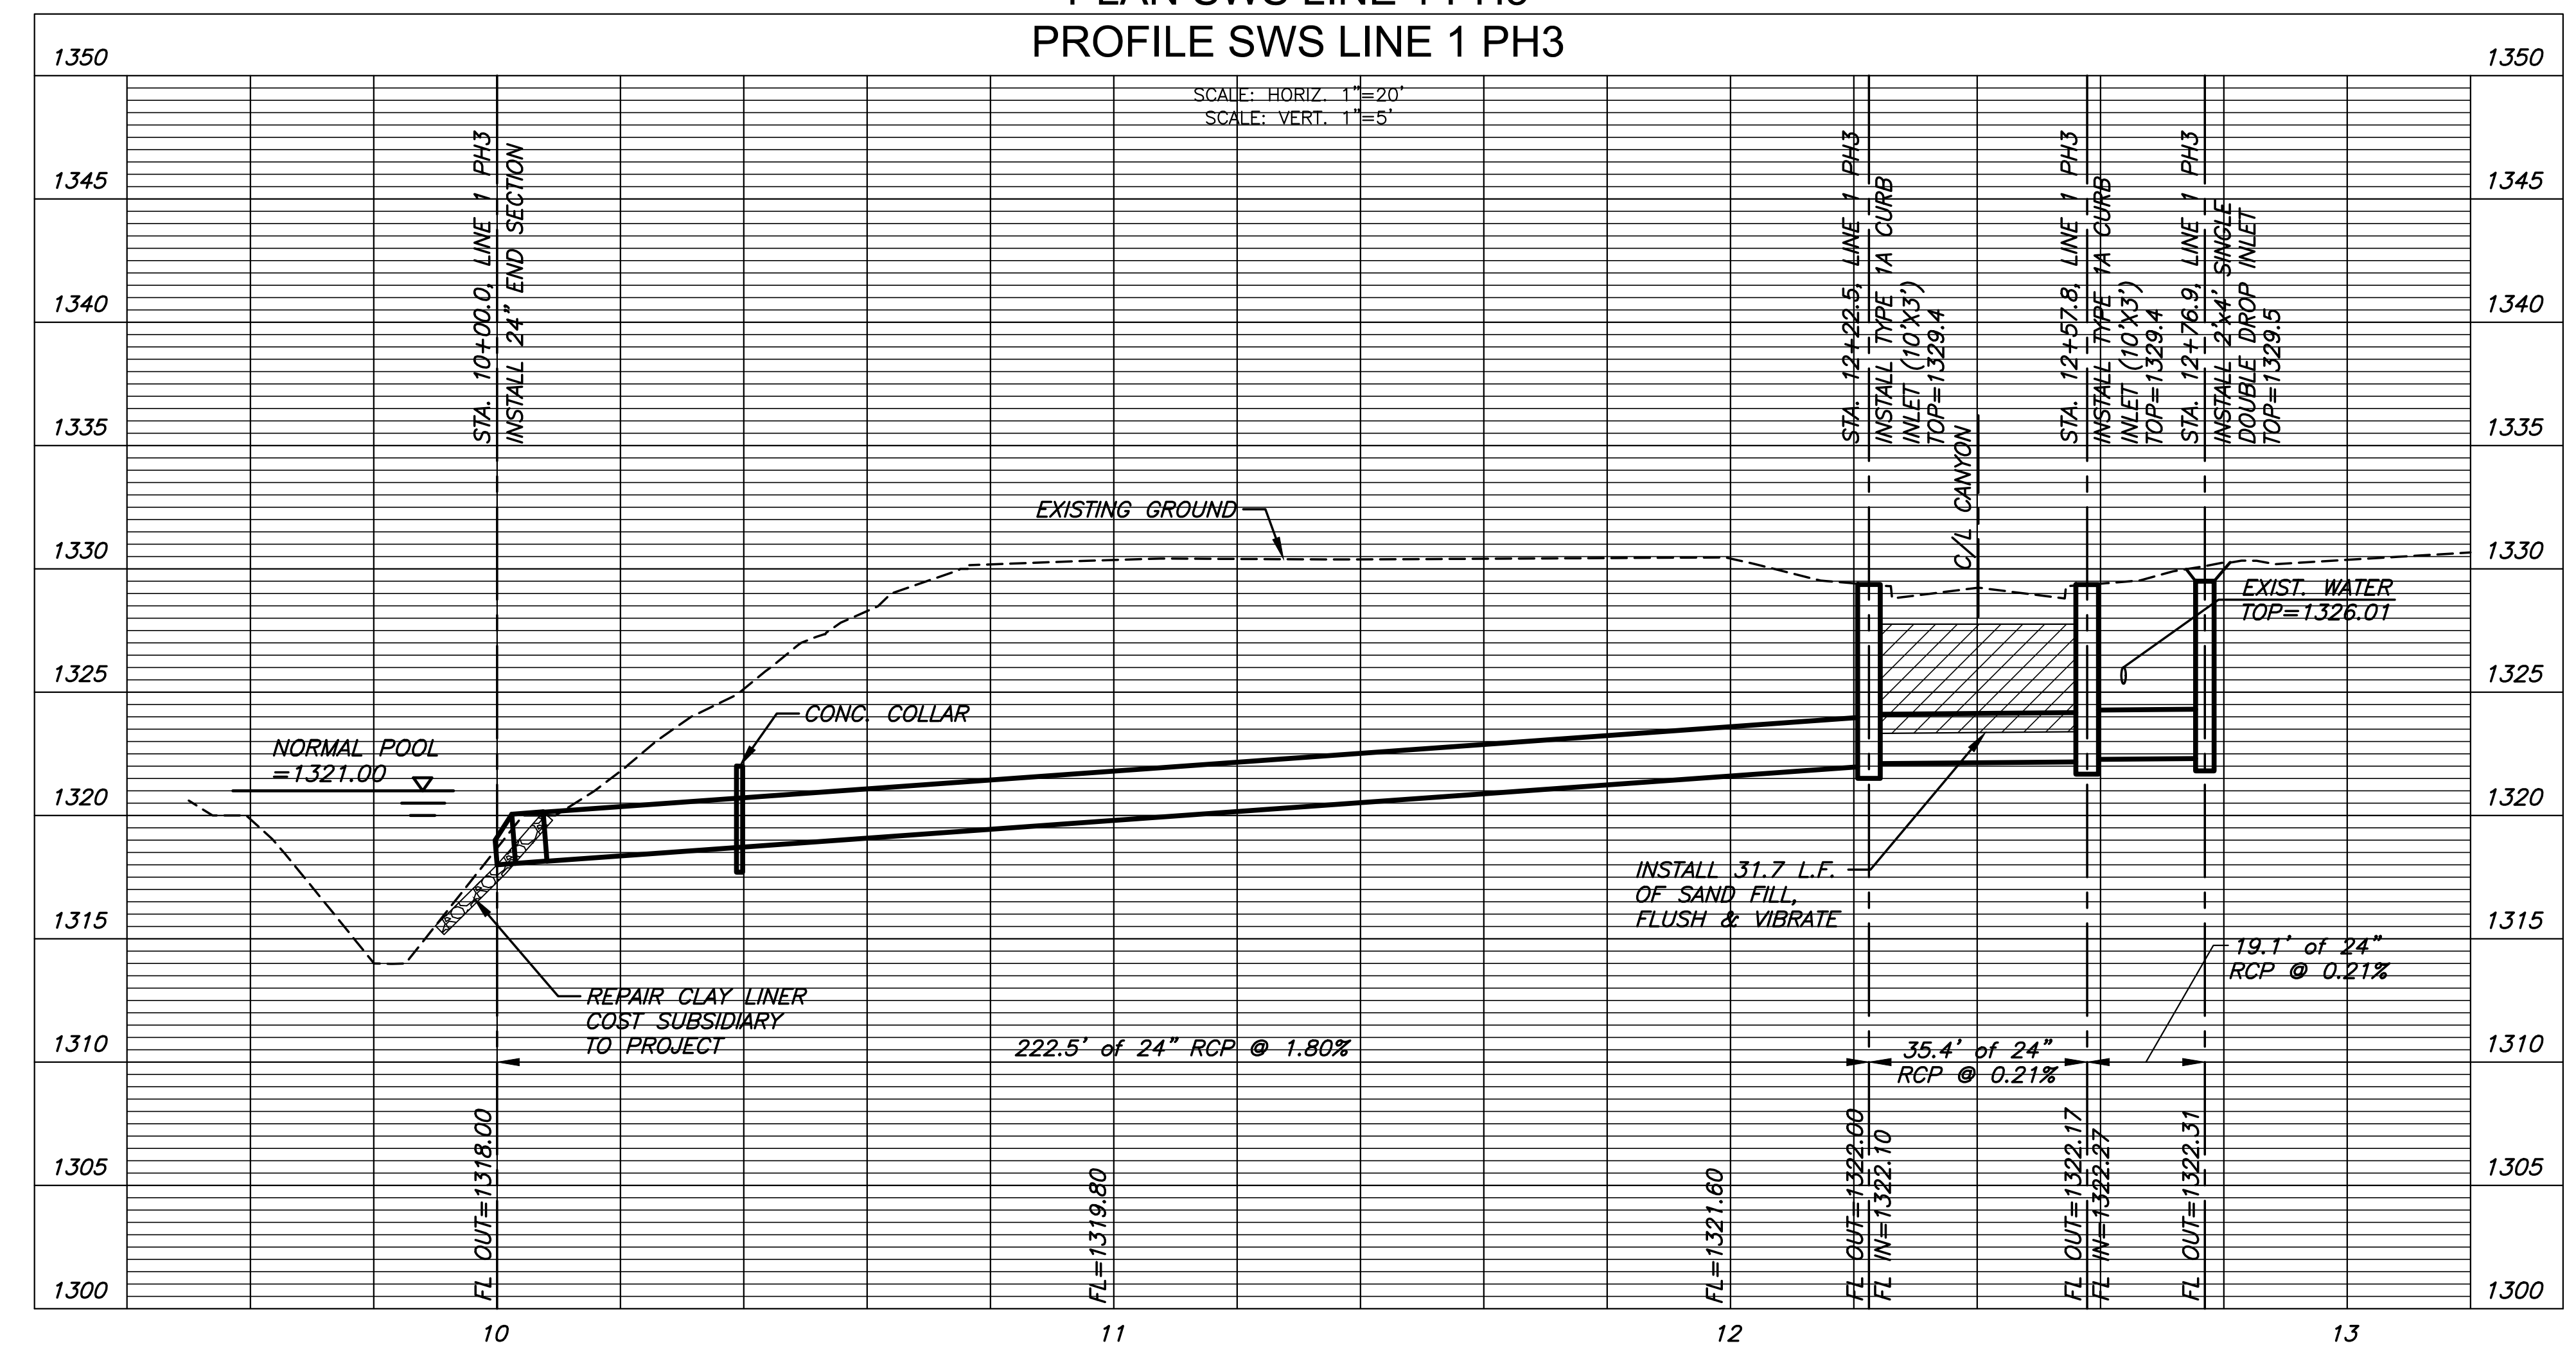 PROFILE SWS LINE 1 PH3
SCALE: HORIZ. 1"=20'
SCALE: VERT. 1"=5'
1350
1350
1345
1345
1340
1340
1335
1335
1330
1330
1325
1325
1320
1320
1315
1315
1310
1310
1305
1305
1300
1300
STA. 10+00.0, LINE 1 PH3
INSTALL 24" END SECTION
STA. 12+22.5, LINE 1 PH3
INSTALL TYPE 1A CURB
INLET (10'X3')
TOP=1329.4
C/L CANYON
STA. 12+57.8, LINE 1 PH3
INSTALL TYPE 1A CURB
INLET (10'X3')
TOP=1329.4
STA. 12+76.9, LINE 1 PH3
INSTALL 2'x4' SINGLE
DOUBLE DROP INLET
TOP=1329.5
EXISTING GROUND
EXIST. WATER
TOP=1326.01
CONC. COLLAR
NORMAL POOL
=1321.00
INSTALL 31.7 L.F.
OF SAND FILL,
FLUSH & VIBRATE
19.1' of 24"
RCP @ 0.21%
REPAIR CLAY LINER
COST SUBSIDIARY
TO PROJECT
222.5' of 24" RCP @ 1.80%
35.4' of 24"
RCP @ 0.21%
FL OUT=1318.00
FL=1319.80
FL=1321.60
FL OUT=1322.00
FL IN=1322.10
FL OUT=1322.17
FL IN=1322.27
FL OUT=1322.31
10
11
12
13